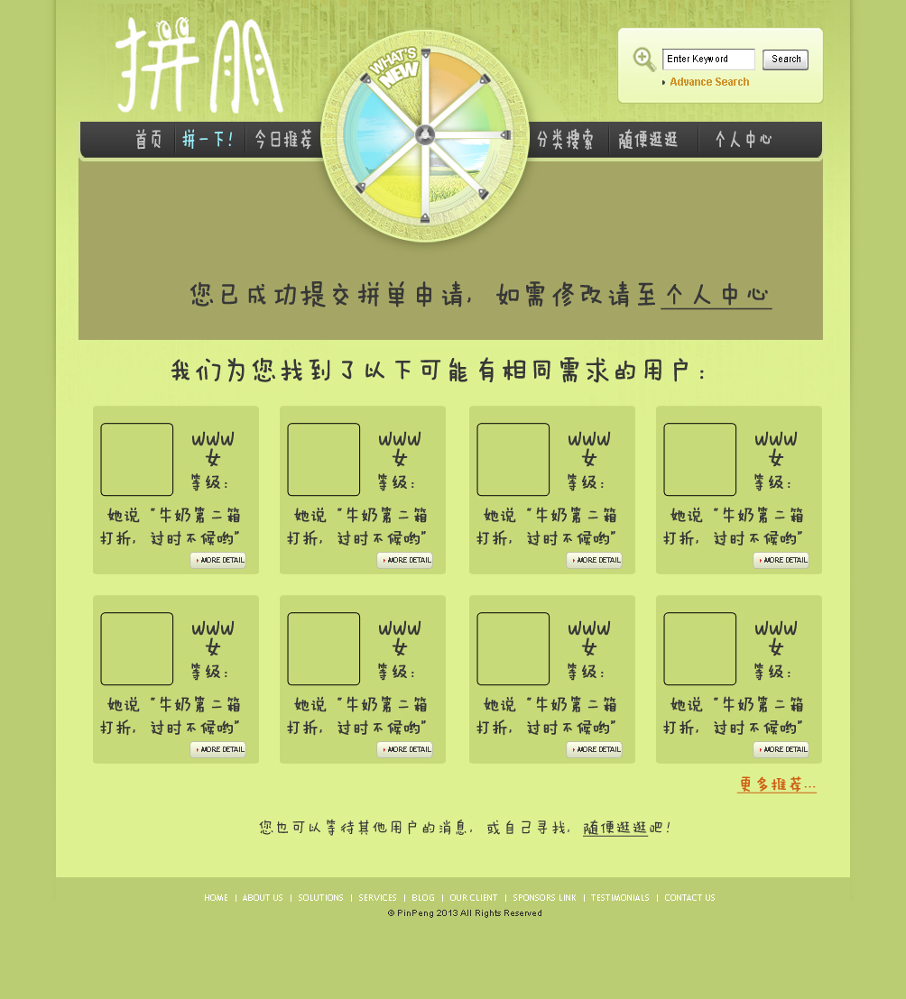 拼朋
WHAT'S NEW
Enter Keyword Search
Advance Search
首页 拼一下! 今日推荐 分类搜索 随便逛逛 个人中心
您已成功提交拼单申请, 如需修改请至个人中心
我们为您找到了以下可能有相同需求的用户:
WWW WWW WWW WWW
女 女 女 女
等级: 等级: 等级: 等级:
她说“牛奶第二箱 她说“牛奶第二箱 她说“牛奶第二箱 她说“牛奶第二箱
打折, 过时不候哟” 打折, 过时不候哟” 打折, 过时不候哟” 打折, 过时不候哟”
MORE DETAIL MORE DETAIL MORE DETAIL MORE DETAIL
WWW WWW WWW WWW
女 女 女 女
等级: 等级: 等级: 等级:
她说“牛奶第二箱 她说“牛奶第二箱 她说“牛奶第二箱 她说“牛奶第二箱
打折, 过时不候哟” 打折, 过时不候哟” 打折, 过时不候哟” 打折, 过时不候哟”
MORE DETAIL MORE DETAIL MORE DETAIL MORE DETAIL
更多推荐...
您也可以等待其他用户的消息, 或自己寻找, 随便逛逛吧!
HOME | ABOUT US | SOLUTIONS | SERVICES | BLOG | OUR CLIENT | SPONSORS LINK | TESTIMONIALS | CONTACT US
© PinPeng 2013 All Rights Reserved